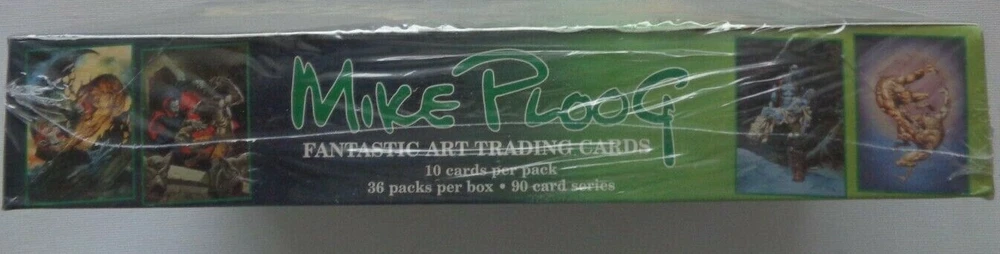 MIKE PLOOG
FANTASTIC ART TRADING CARDS
10 cards per pack
36 packs per box • 90 card series